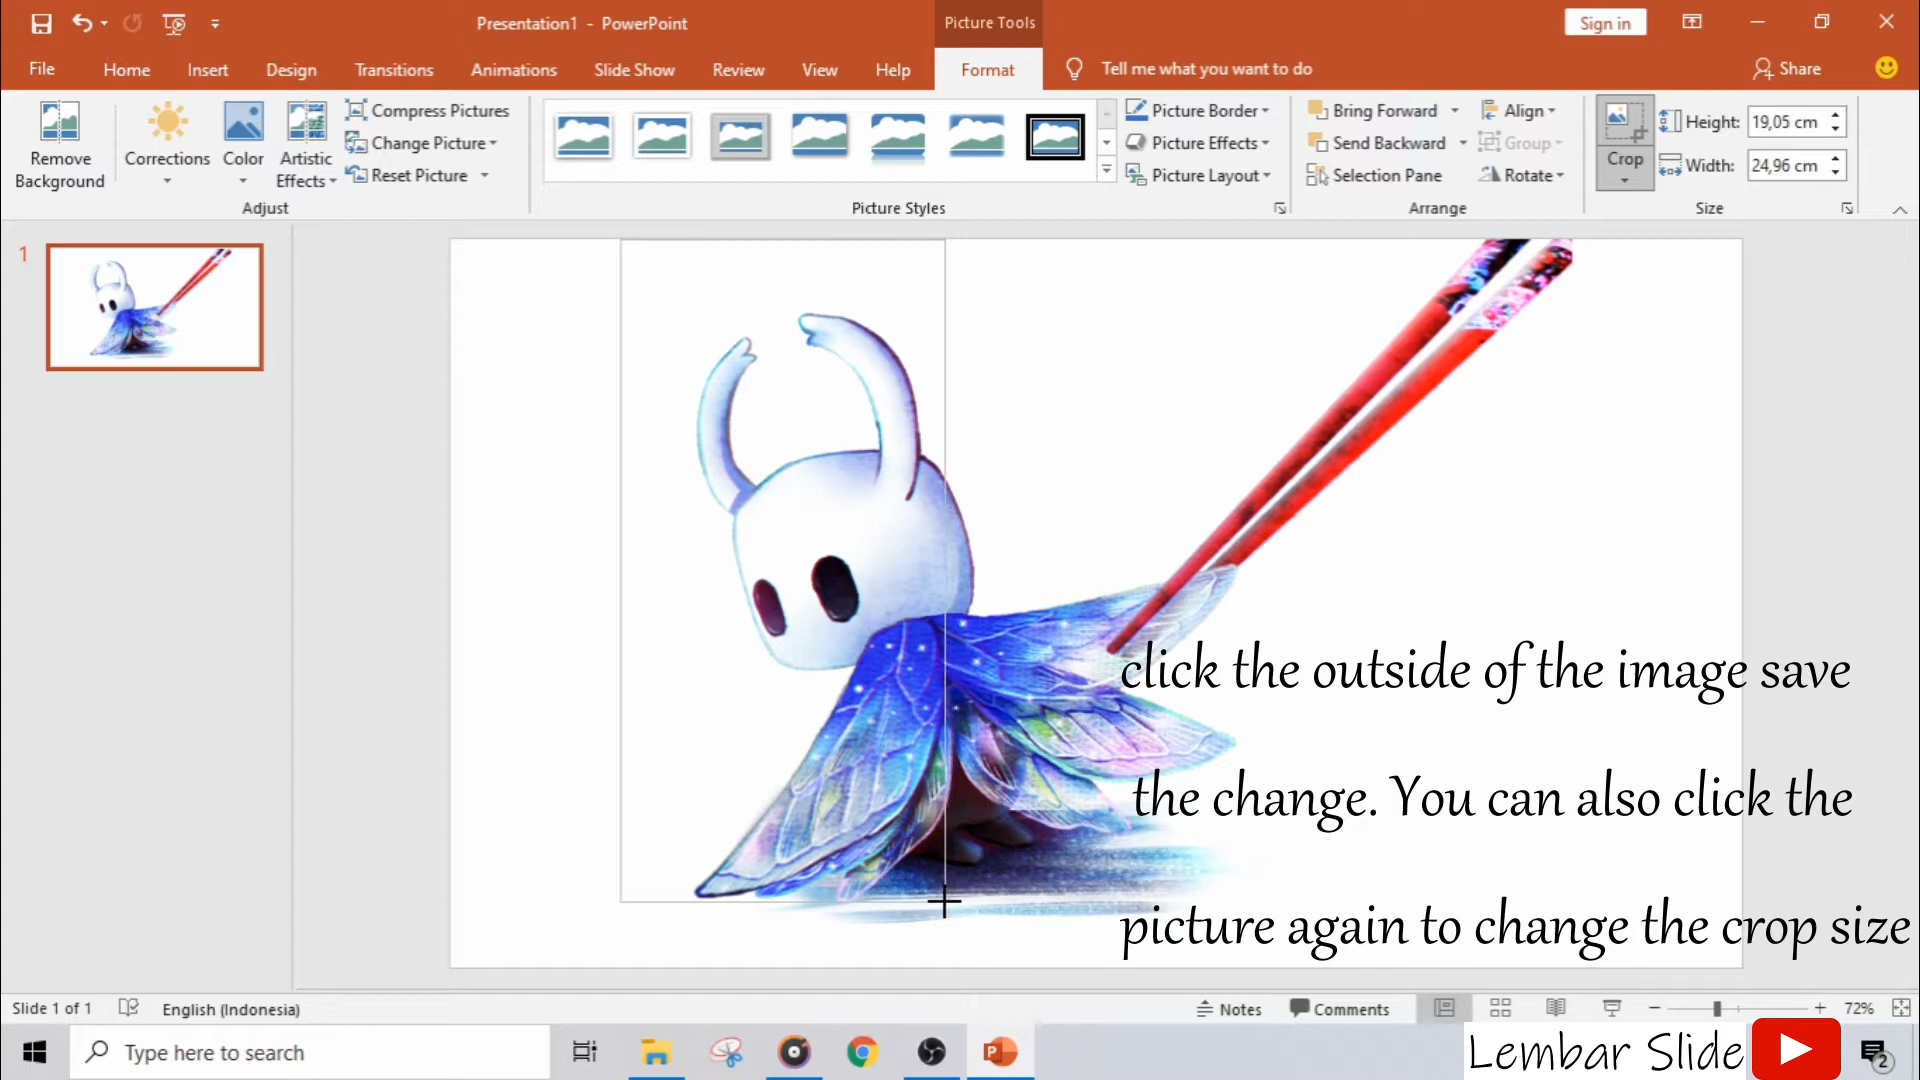 Presentation1 - PowerPoint
Picture Tools
Sign in
File
Home
Insert
Design
Transitions
Animations
Slide Show
Review
View
Help
Format
Tell me what you want to do
Share
Remove
Background
Corrections
Color
Artistic
Effects
Compress Pictures
Change Picture
Reset Picture
Adjust
Picture Styles
Picture Border
Picture Effects
Picture Layout
Bring Forward
Send Backward
Selection Pane
Align
Group
Rotate
Arrange
Crop
Height: 19,05 cm
Width: 24,96 cm
Size
1
click the outside of the image save
the change. You can also click the
picture again to change the crop size
Slide 1 of 1
English (Indonesia)
Notes
Comments
72%
Type here to search
Lembar Slide
2